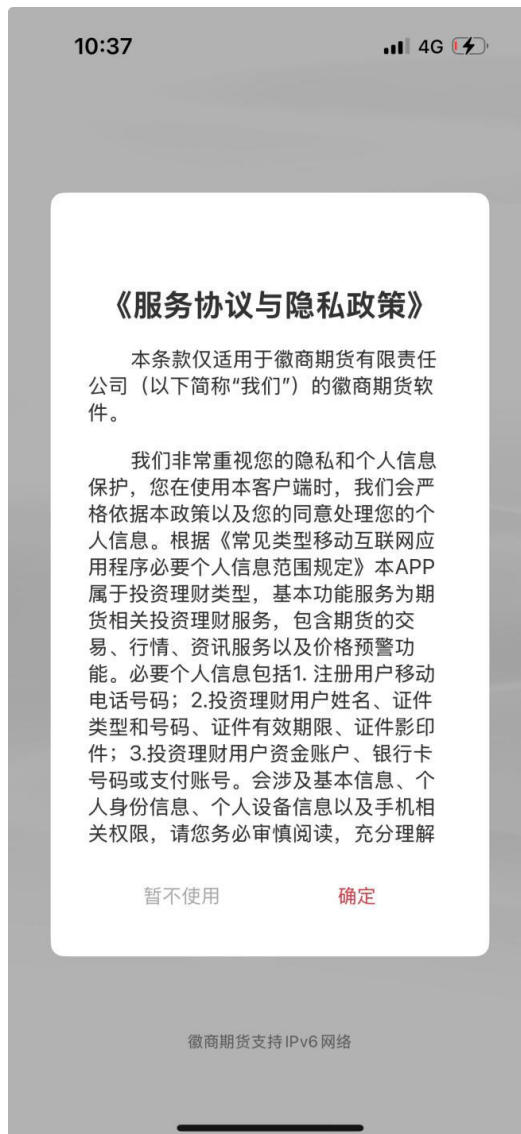 10:37
4G
《服务协议与隐私政策》
本条款仅适用于徽商期货有限责任
公司（以下简称“我们”）的徽商期货软
件。
我们非常重视您的隐私和个人信息
保护，您在使用本客户端时，我们会严
格依据本政策以及您的同意处理您的个
人信息。根据《常见类型移动互联网应
用程序必要个人信息范围规定》本APP
属于投资理财类型，基本功能服务为期
货相关投资理财服务，包含期货的交
易、行情、资讯服务以及价格预警功
能。必要个人信息包括1. 注册用户移动
电话号码；2.投资理财用户姓名、证件
类型和号码、证件有效期限、证件影印
件；3.投资理财用户资金账户、银行卡
号码或支付账号。会涉及基本信息、个
人身份信息、个人设备信息以及手机相
关权限，请您务必审慎阅读，充分理解
暂不使用 确定
徽商期货支持IPv6网络